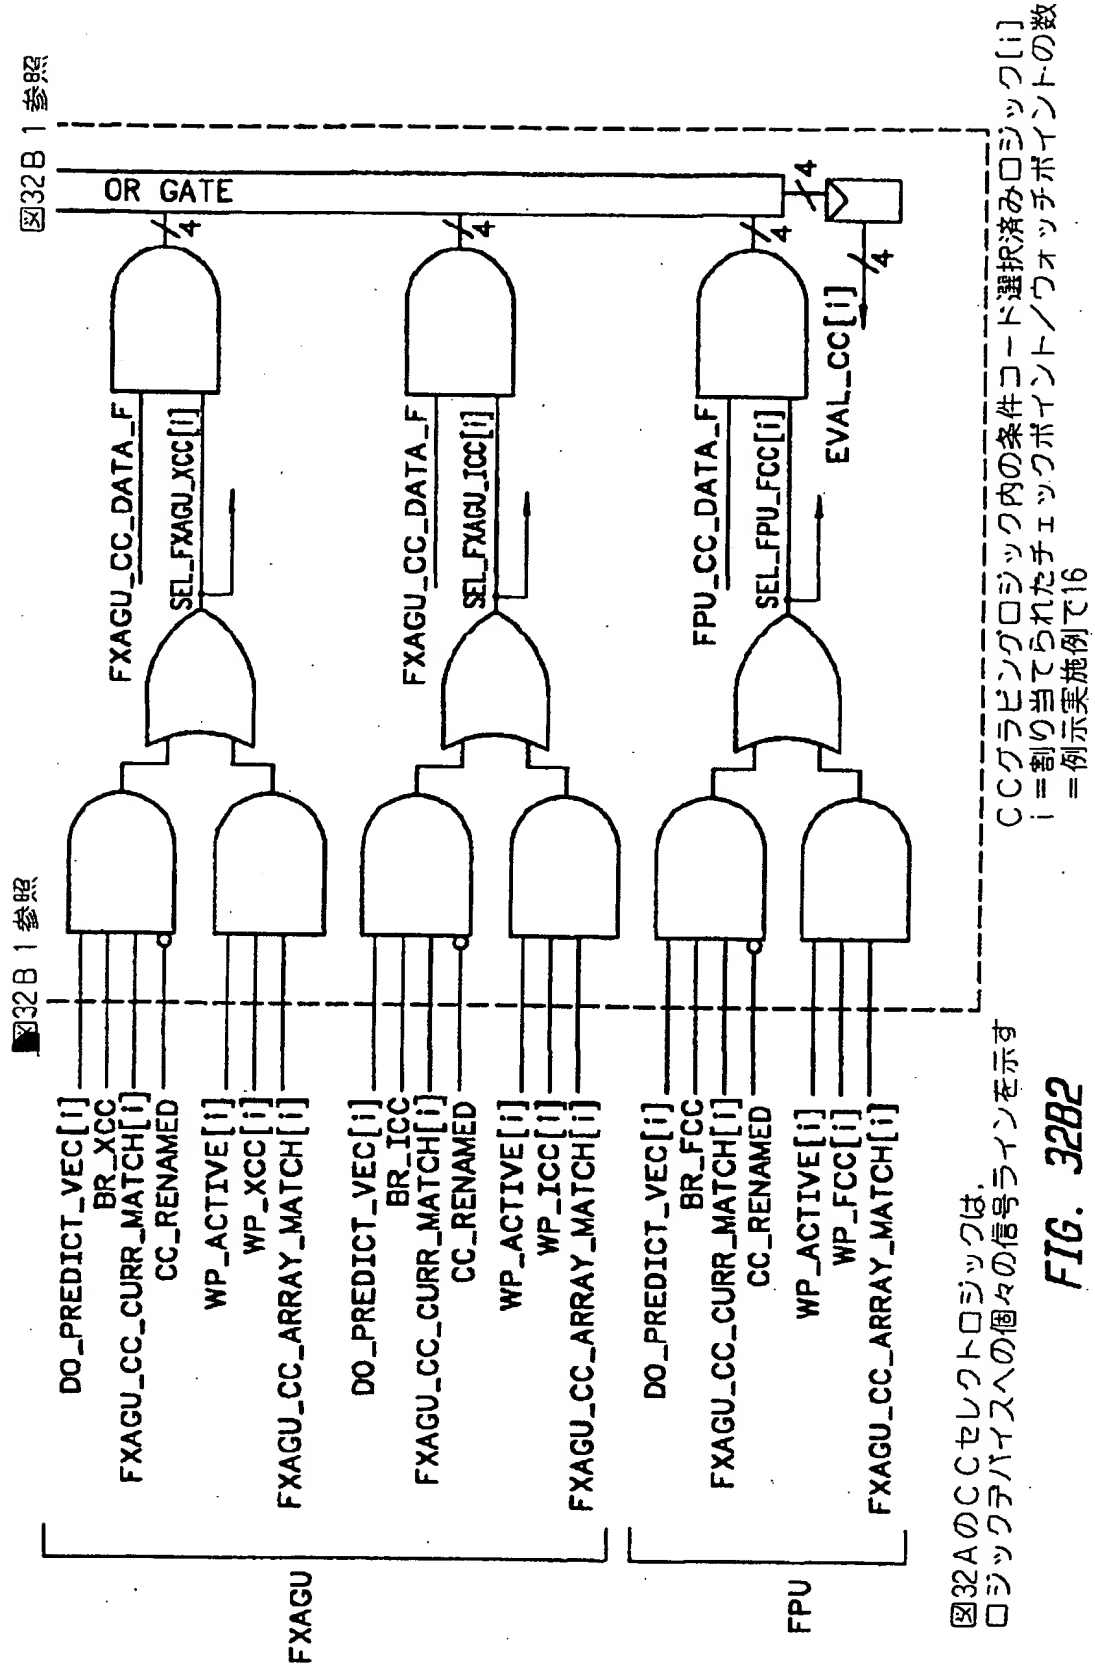 図32B 1 参照
図32B 1 参照
FXAGU
DO_PREDICT_VEC[i]
BR_XCC
FXAGU_CC_CURR_MATCH[i]
CC_RENAMED
WP_ACTIVE[i]
WP_XCC[i]
FXAGU_CC_ARRAY_MATCH[i]
FXAGU_CC_DATA_F
SEL_FXAGU_XCC[i]
4
OR GATE
DO_PREDICT_VEC[i]
BR_ICC
FXAGU_CC_CURR_MATCH[i]
CC_RENAMED
WP_ACTIVE[i]
WP_ICC[i]
FXAGU_CC_ARRAY_MATCH[i]
FXAGU_CC_DATA_F
SEL_FXAGU_ICC[i]
4
FPU
DO_PREDICT_VEC[i]
BR_FCC
FXAGU_CC_CURR_MATCH[i]
CC_RENAMED
WP_ACTIVE[i]
WP_FCC[i]
FXAGU_CC_ARRAY_MATCH[i]
FPU_CC_DATA_F
SEL_FPU_FCC[i]
4
4
4
EVAL_CC[i]
CCグラビングロジック内の条件コード選択済みロジック[i]
i=割り当てられたチェックポイント/ウォッチポイントの数
=例示実施例で16
図32AのCCセレクトロジックは,
ロジックデバイスへの個々の信号ラインを示す
FIG. 32B2